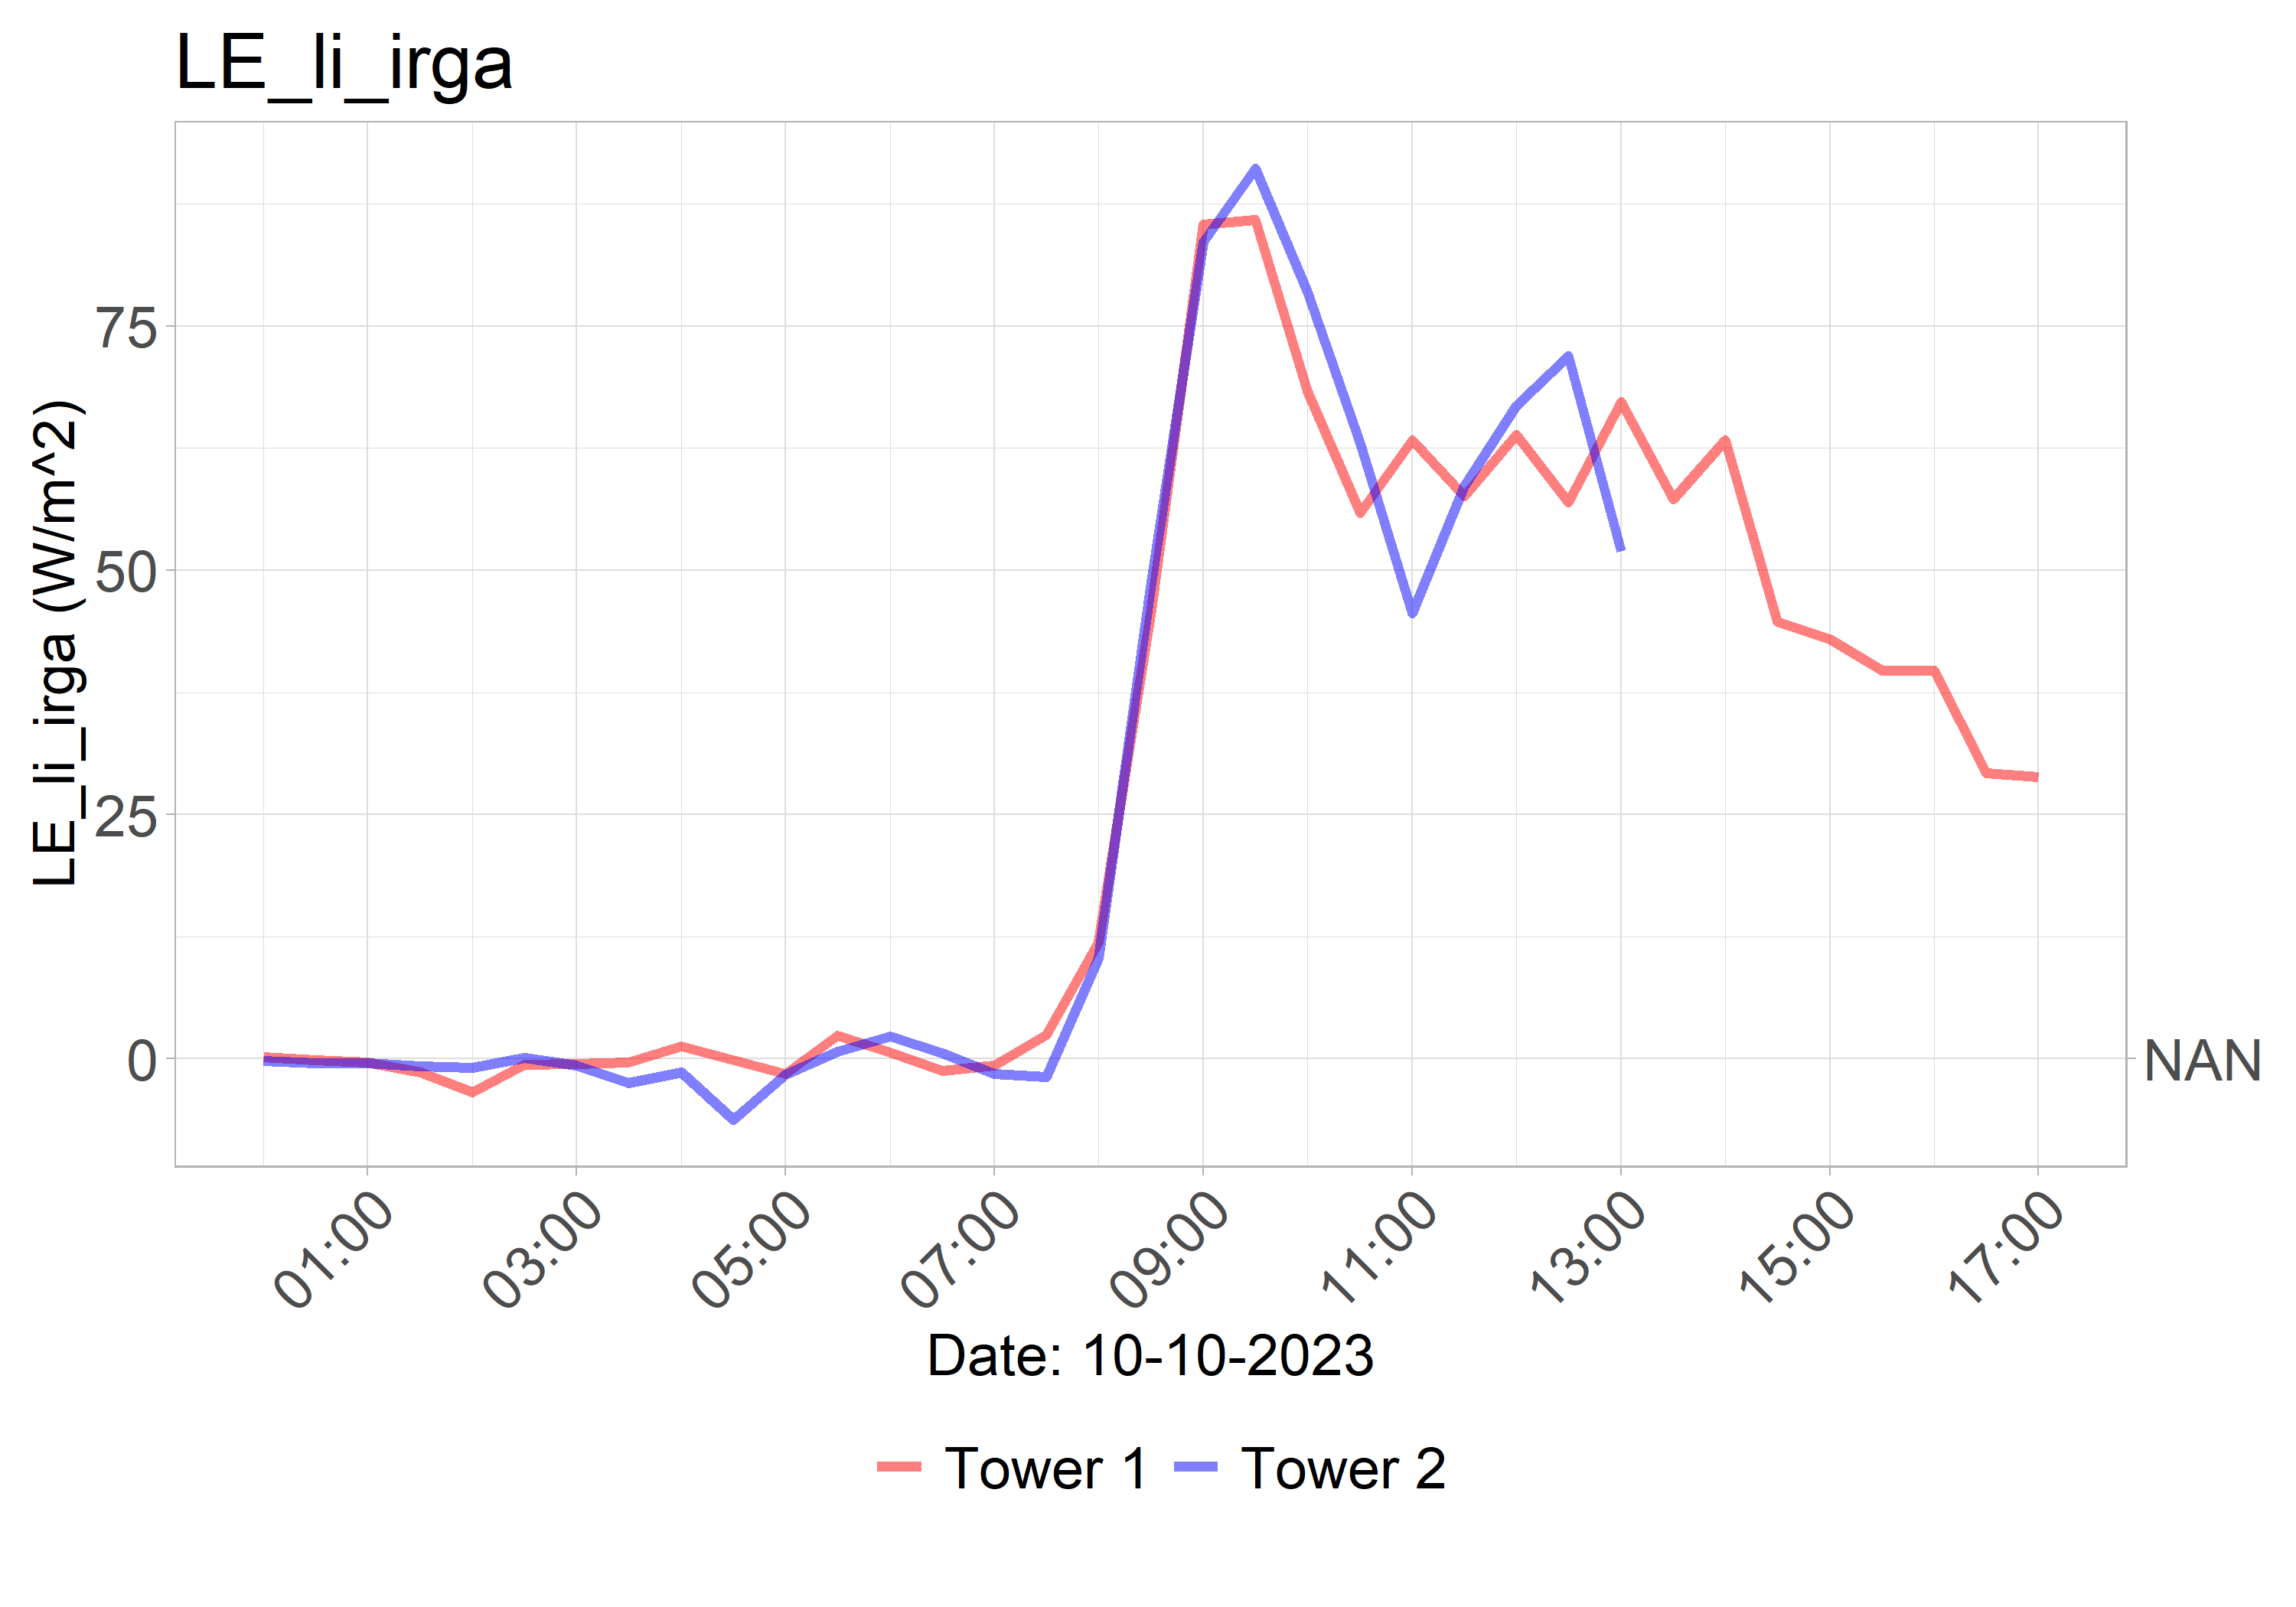 LE_li_irga
LE_li_irga (W/m^2)
75
50
25
0
NAN
01:00
03:00
05:00
07:00
09:00
11:00
13:00
15:00
17:00
Date: 10-10-2023
Tower 1
Tower 2